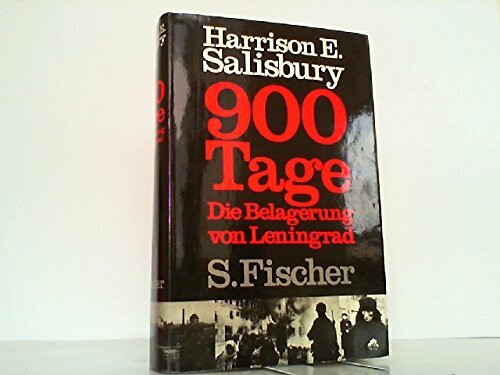 Harrison E.
Salisbury
900
Tage
Die Belagerung
von Leningrad
S. Fischer